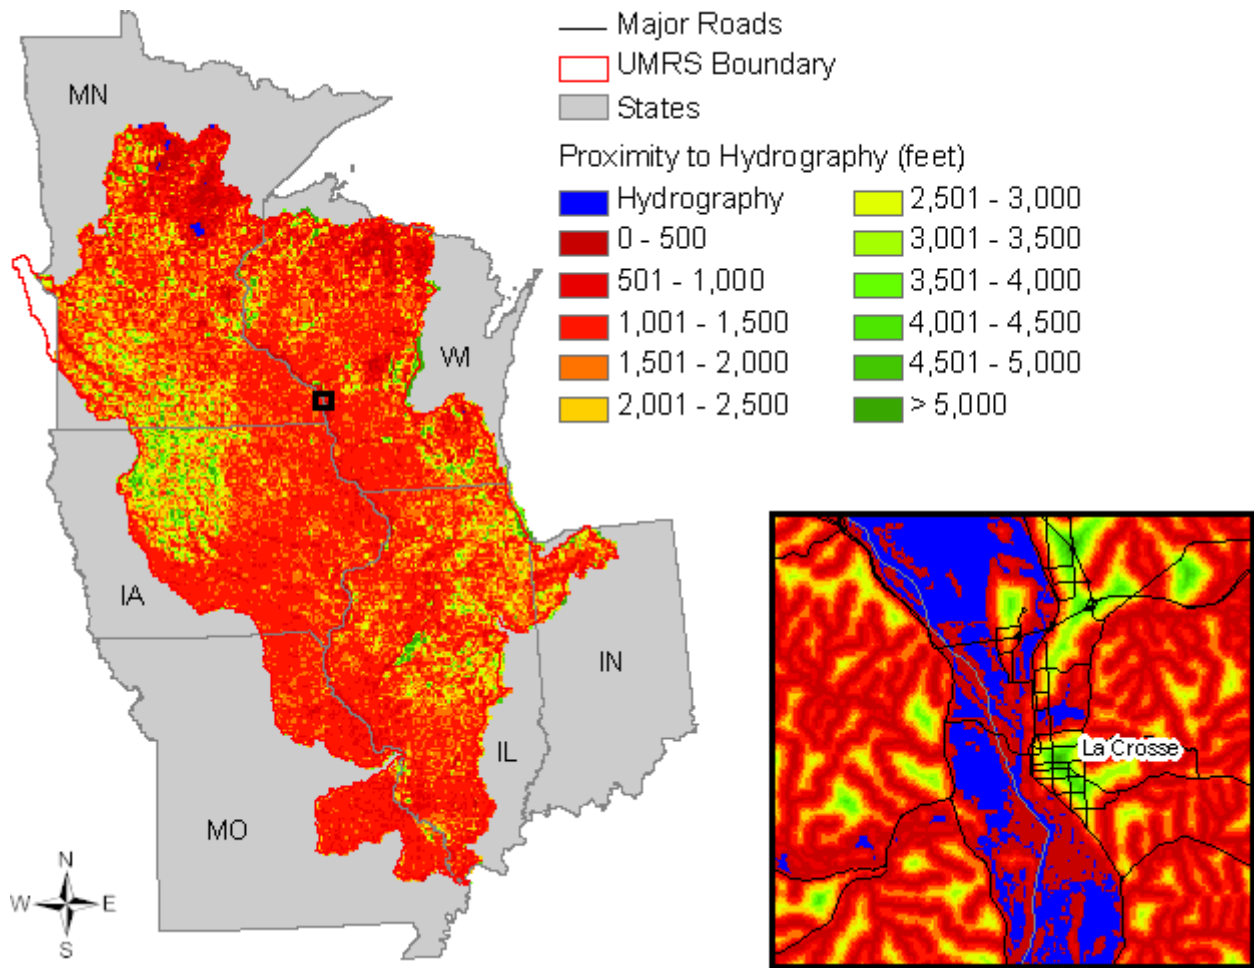 Major Roads
UMRS Boundary
States
Proximity to Hydrography (feet)
Hydrography
0 - 500
501 - 1,000
1,001 - 1,500
1,501 - 2,000
2,001 - 2,500
2,501 - 3,000
3,001 - 3,500
3,501 - 4,000
4,001 - 4,500
4,501 - 5,000
> 5,000
MN
WI
IA
IN
IL
MO
La Crosse
N
W E
S